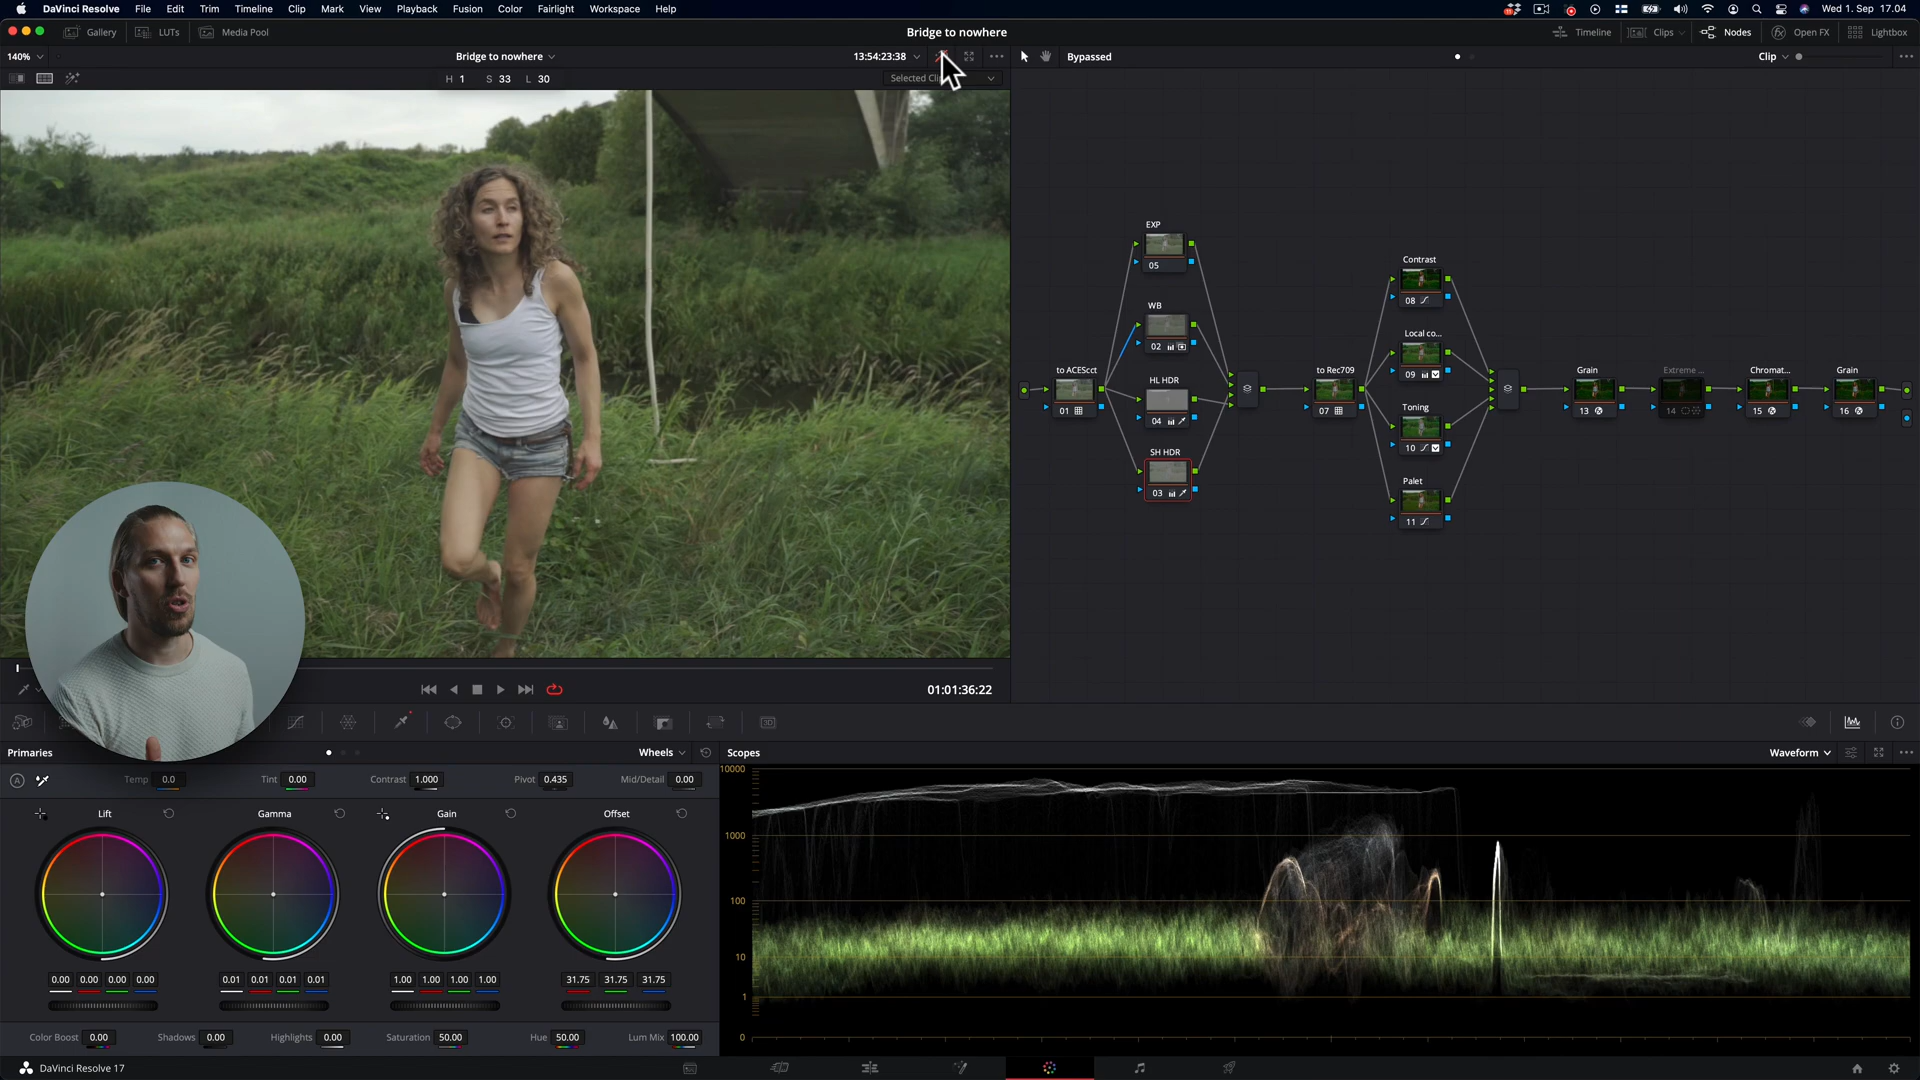 DaVinci Resolve File Edit Trim Timeline Clip Mark View Playback Fusion Color Fairlight Workspace Help
Wed 1. Sep 17.04
Gallery LUTs Media Pool
Bridge to nowhere
Timeline Clips Nodes Open FX Lightbox
140%
Bridge to nowhere
13:54:23:38
Bypassed
Clip
H 1 S 33 L 30
EXP
05
WB
02
HL HDR
04
SH HDR
03
to ACEScct
01
to Rec709
07
Contrast
08
Local co...
09
Toning
10
Palet
11
Grain
13
Extreme ...
14
Chromat...
15
Grain
16
01:01:36:22
Primaries
Wheels
Scopes
Waveform
Temp 0.0 Tint 0.00 Contrast 1.000 Pivot 0.435 Mid/Detail 0.00
Lift Gamma Gain Offset
0.00 0.00 0.00 0.00 0.01 0.01 0.01 0.01 1.00 1.00 1.00 1.00 31.75 31.75 31.75
Color Boost 0.00 Shadows 0.00 Highlights 0.00 Saturation 50.00 Hue 50.00 Lum Mix 100.00
10000
1000
100
10
1
0
DaVinci Resolve 17